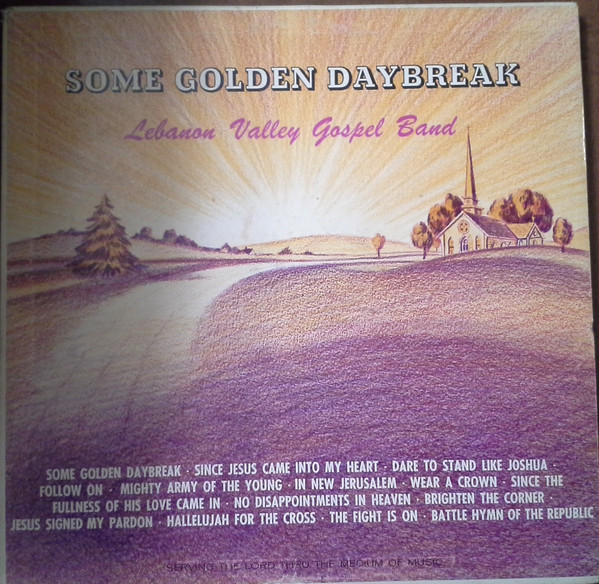 SOME GOLDEN DAYBREAK
Lebanon Valley Gospel Band
SOME GOLDEN DAYBREAK · SINCE JESUS CAME INTO MY HEART · DARE TO STAND LIKE JOSHUA ·
FOLLOW ON · MIGHTY ARMY OF THE YOUNG · IN NEW JERUSALEM · WEAR A CROWN · SINCE THE
FULLNESS OF HIS LOVE CAME IN · NO DISAPPOINTMENTS IN HEAVEN · BRIGHTEN THE CORNER ·
JESUS SIGNED MY PARDON · HALLELUJAH FOR THE CROSS · THE FIGHT IS ON · BATTLE HYMN OF THE REPUBLIC
"SERVING THE LORD THRU THE MEDIUM OF MUSIC"